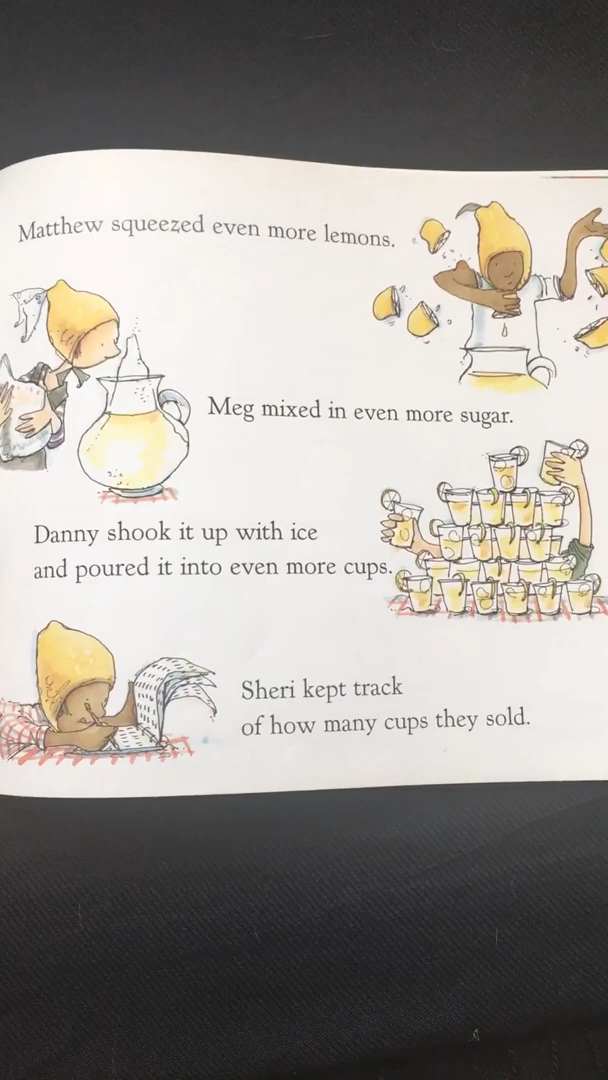 Matthew squeezed even more lemons.
Meg mixed in even more sugar.
Danny shook it up with ice
and poured it into even more cups.
Sheri kept track
of how many cups they sold.